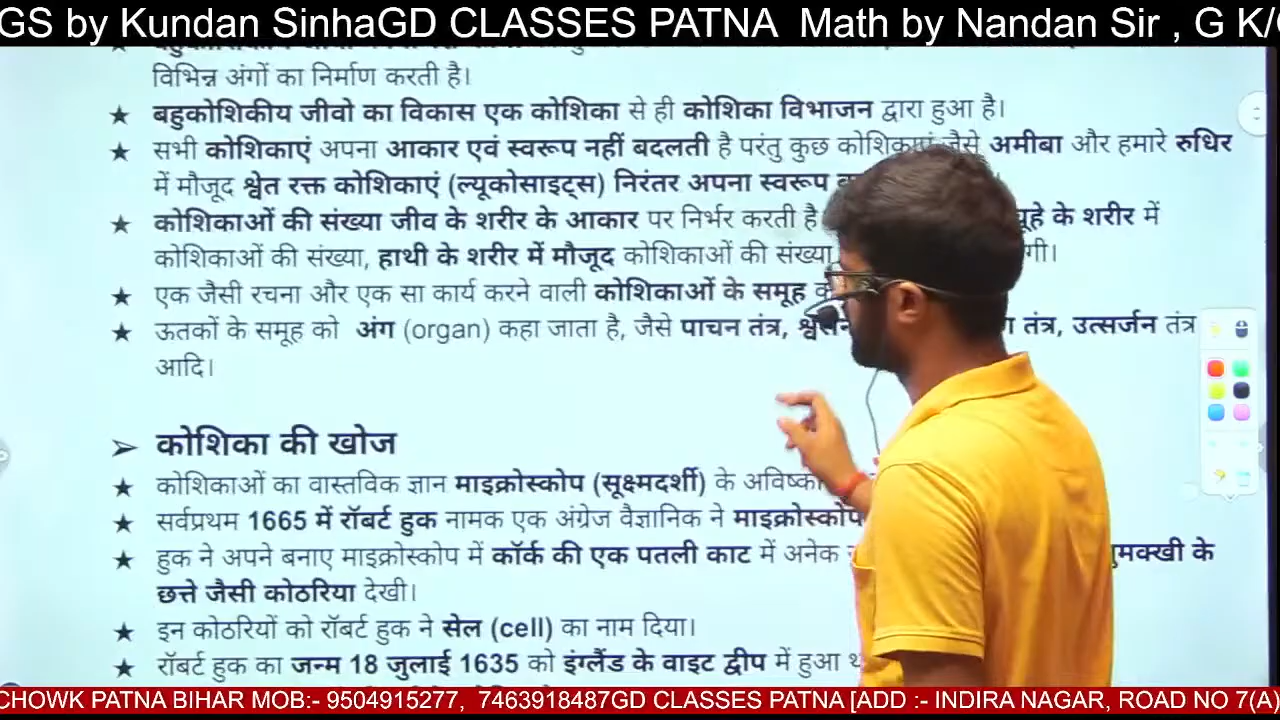 GS by Kundan SinhaGD CLASSES PATNA Math by Nandan Sir , G K/
विभिन्न अंगों का निर्माण करती है।
★ बहुकोशिकीय जीवो का विकास एक कोशिका से ही कोशिका विभाजन द्वारा हुआ है।
★ सभी कोशिकाएं अपना आकार एवं स्वरूप नहीं बदलती है परंतु कुछ कोशिकाएं जैसे अमीबा और हमारे रुधिर
में मौजूद श्वेत रक्त कोशिकाएं (ल्यूकोसाइट्स) निरंतर अपना स्वरूप
★ कोशिकाओं की संख्या जीव के शरीर के आकार पर निर्भर करती है चूहे के शरीर में
कोशिकाओं की संख्या, हाथी के शरीर में मौजूद कोशिकाओं की संख्या
★ एक जैसी रचना और एक सा कार्य करने वाली कोशिकाओं के समूह
★ ऊतकों के समूह को अंग (organ) कहा जाता है, जैसे पाचन तंत्र, तंत्र, उत्सर्जन तंत्र
आदि।
➢ कोशिका की खोज
★ कोशिकाओं का वास्तविक ज्ञान माइक्रोस्कोप (सूक्ष्मदर्शी) के
★ सर्वप्रथम 1665 में रॉबर्ट हुक नामक एक अंग्रेज वैज्ञानिक ने माइक्रोस्कोप
★ हुक ने अपने बनाए माइक्रोस्कोप में कॉर्क की एक पतली काट में अनेक के
छत्ते जैसी कोठरिया देखी।
★ इन कोठरियों को रॉबर्ट हुक ने सेल (cell) का नाम दिया।
★ रॉबर्ट हुक का जन्म 18 जुलाई 1635 को इंग्लैंड के वाइट द्वीप में हुआ
CHOWK PATNA BIHAR MOB:- 9504915277, 7463918487GD CLASSES PATNA [ADD :- INDIRA NAGAR, ROAD NO 7(A)